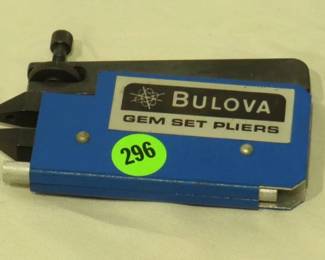 BULOVA
GEM SET PLIERS
296